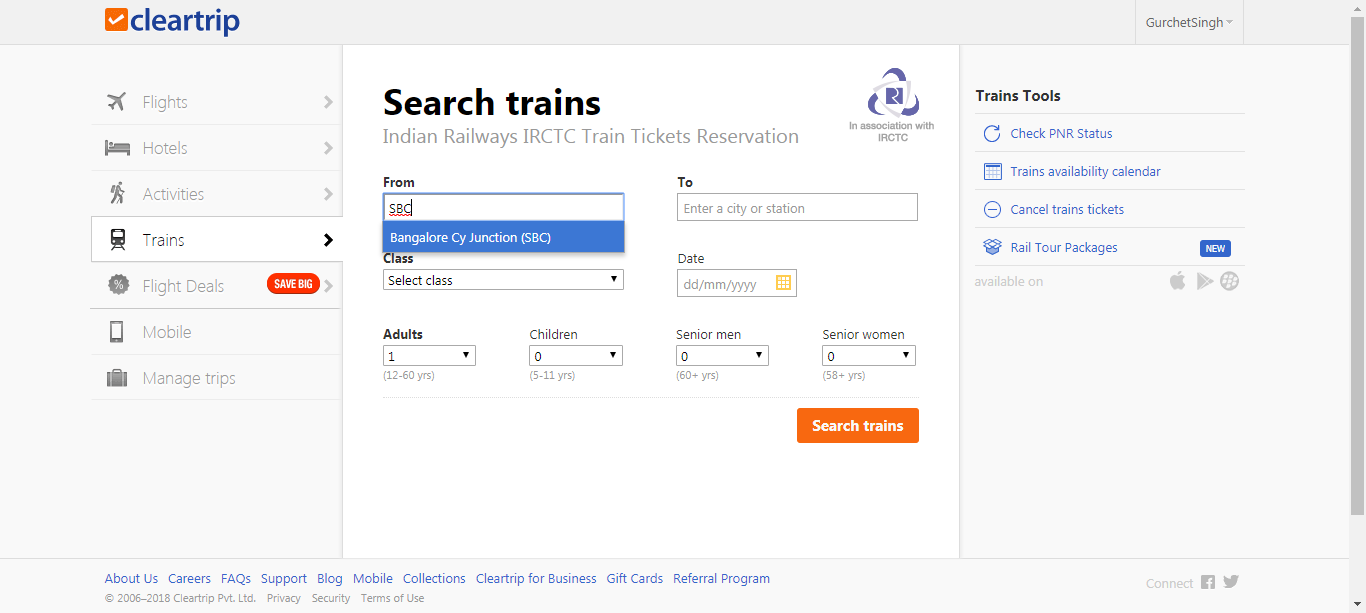 cleartrip
GurchetSingh
Flights
Hotels
Activities
Trains
Flight Deals SAVE BIG
Mobile
Manage trips
Search trains
Indian Railways IRCTC Train Tickets Reservation
In association with
IRCTC
From
SBC
Bangalore Cy Junction (SBC)
To
Enter a city or station
Class
Select class
Date
dd/mm/yyyy
Adults Children Senior men Senior women
1 0 0 0
(12-60 yrs) (5-11 yrs) (60+ yrs) (58+ yrs)
Search trains
Trains Tools
Check PNR Status
Trains availability calendar
Cancel trains tickets
Rail Tour Packages NEW
available on
About Us Careers FAQs Support Blog Mobile Collections Cleartrip for Business Gift Cards Referral Program
© 2006–2018 Cleartrip Pvt. Ltd. Privacy Security Terms of Use
Connect